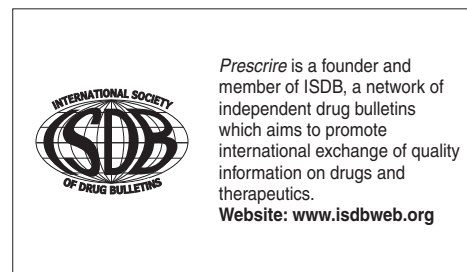 INTERNATIONAL SOCIETY
ISDB
OF DRUG BULLETINS
Prescrire is a founder and
member of ISDB, a network of
independent drug bulletins
which aims to promote
international exchange of quality
information on drugs and
therapeutics.
Website: www.isdbweb.org